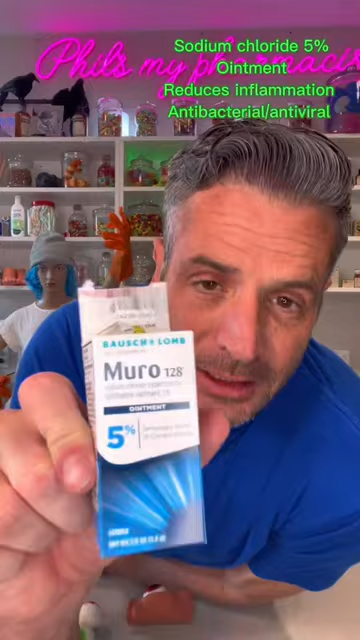 Phil's my pharmacist
Sodium chloride 5%
Ointment
Reduces inflammation
Antibacterial/antiviral
BAUSCH + LOMB
Muro 128
OINTMENT
5%